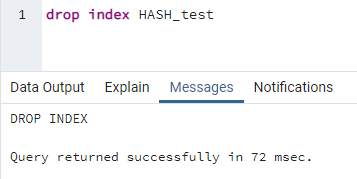 1 drop index HASH_test
Data Output Explain Messages Notifications
DROP INDEX
Query returned successfully in 72 msec.